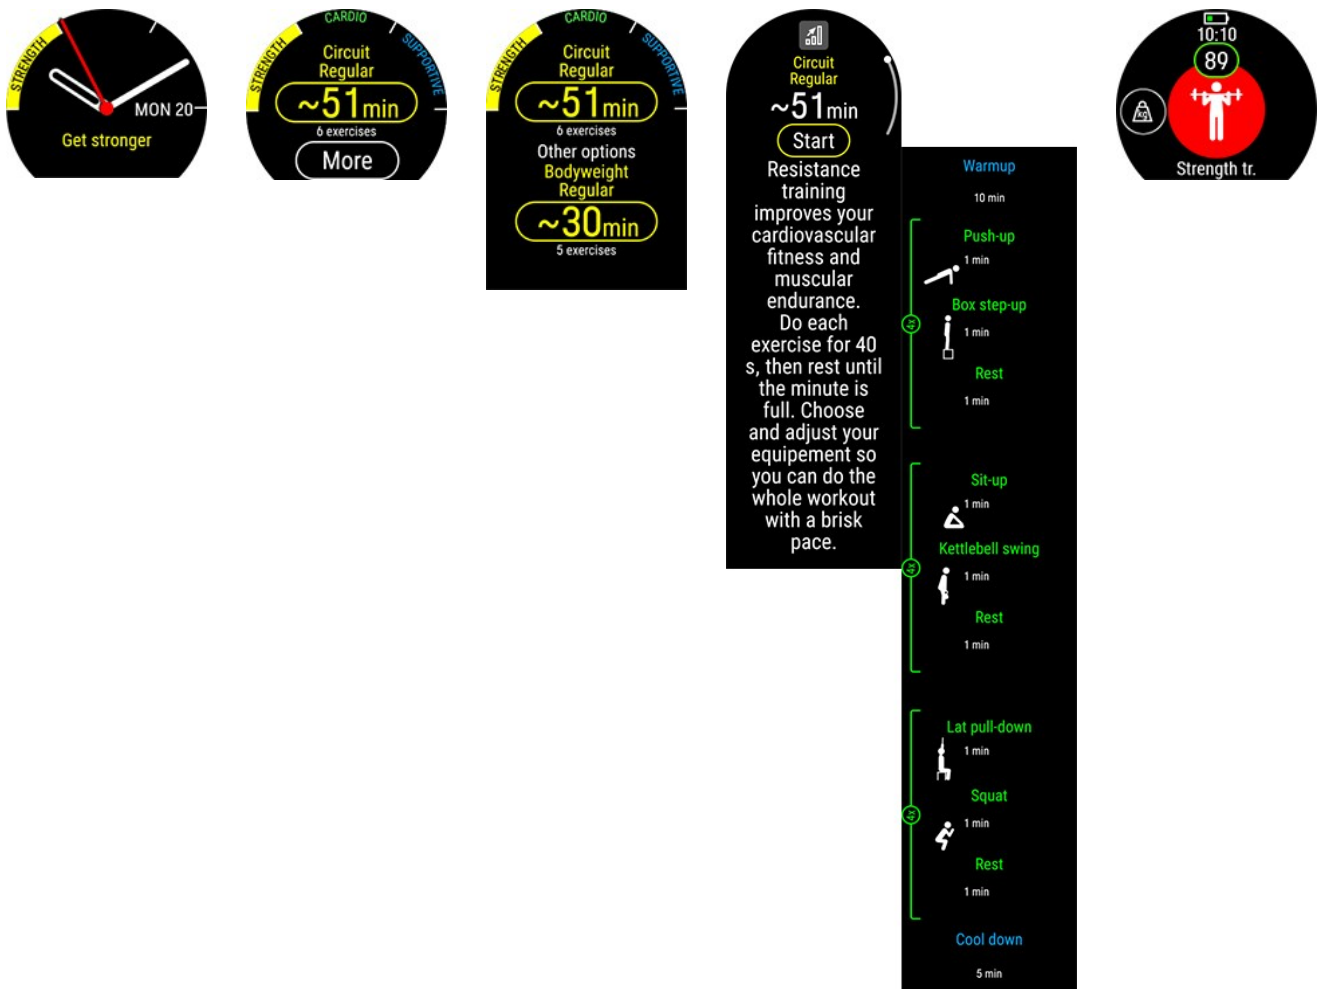 STRENGTH
MON 20
Get stronger
CARDIO
STRENGTH
SUPPORTIVE
Circuit
Regular
~51min
6 exercises
More
CARDIO
STRENGTH
SUPPORTIVE
Circuit
Regular
~51min
6 exercises
Other options
Bodyweight
Regular
~30min
5 exercises
Circuit
Regular
~51min
Start
Resistance
training
improves your
cardiovascular
fitness and
muscular
endurance.
Do each
exercise for 40
s, then rest until
the minute is
full. Choose
and adjust your
equipement so
you can do the
whole workout
with a brisk
pace.
Warmup
10 min
Push-up
1 min
Box step-up
1 min
Rest
1 min
4x
Sit-up
1 min
Kettlebell swing
1 min
Rest
1 min
4x
Lat pull-down
1 min
Squat
1 min
Rest
1 min
4x
Cool down
5 min
10:10
89
kg
Strength tr.